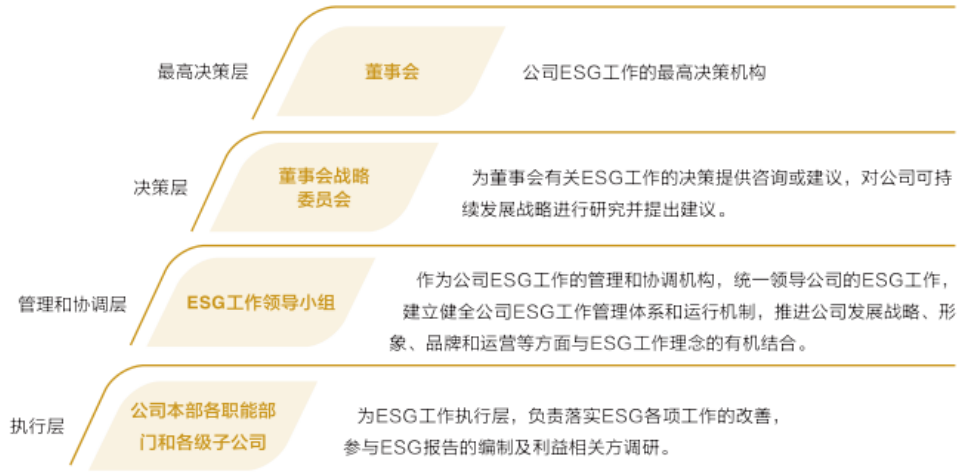 最高决策层
董事会
公司ESG工作的最高决策机构
决策层
董事会战略
委员会
为董事会有关ESG工作的决策提供咨询或建议，对公司可持
续发展战略进行研究并提出建议。
管理和协调层
ESG工作领导小组
作为公司ESG工作的管理和协调机构，统一领导公司的ESG工作，
建立健全公司ESG工作管理体系和运行机制，推进公司发展战略、形
象、品牌和运营等方面与ESG工作理念的有机结合。
执行层
公司本部各职能部
门和各级子公司
为ESG工作执行层，负责落实ESG各项工作的改善，
参与ESG报告的编制及利益相关方调研。